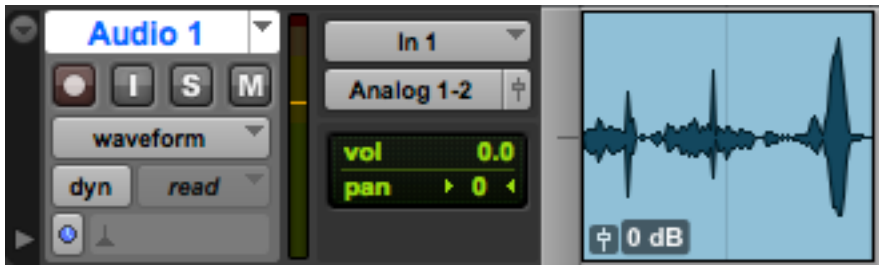 Audio 1
I S M
waveform
dyn read
In 1
Analog 1-2
vol 0.0
pan 0
0 dB